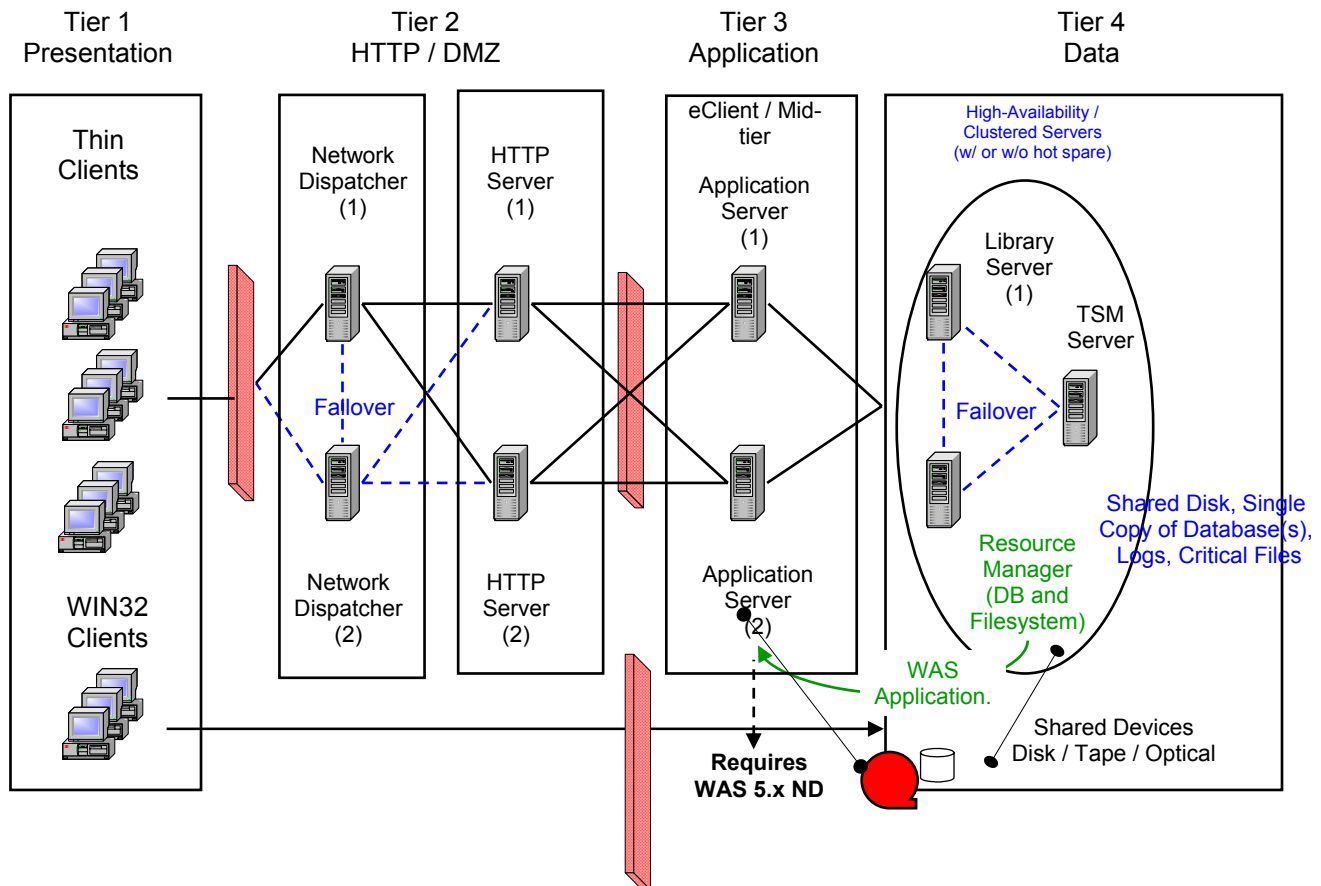 Tier 1
Presentation
Tier 2
HTTP / DMZ
Tier 3
Application
Tier 4
Data
Thin
Clients
WIN32
Clients
Network
Dispatcher
(1)
Failover
Network
Dispatcher
(2)
HTTP
Server
(1)
HTTP
Server
(2)
eClient / Mid-
tier
Application
Server
(1)
Application
Server
(2)
Requires
WAS 5.x ND
High-Availability /
Clustered Servers
(w/ or w/o hot spare)
Library
Server
(1)
TSM
Server
Failover
Shared Disk, Single
Copy of Database(s),
Logs, Critical Files
Resource
Manager
(DB and
Filesystem)
WAS
Application.
Shared Devices
Disk / Tape / Optical